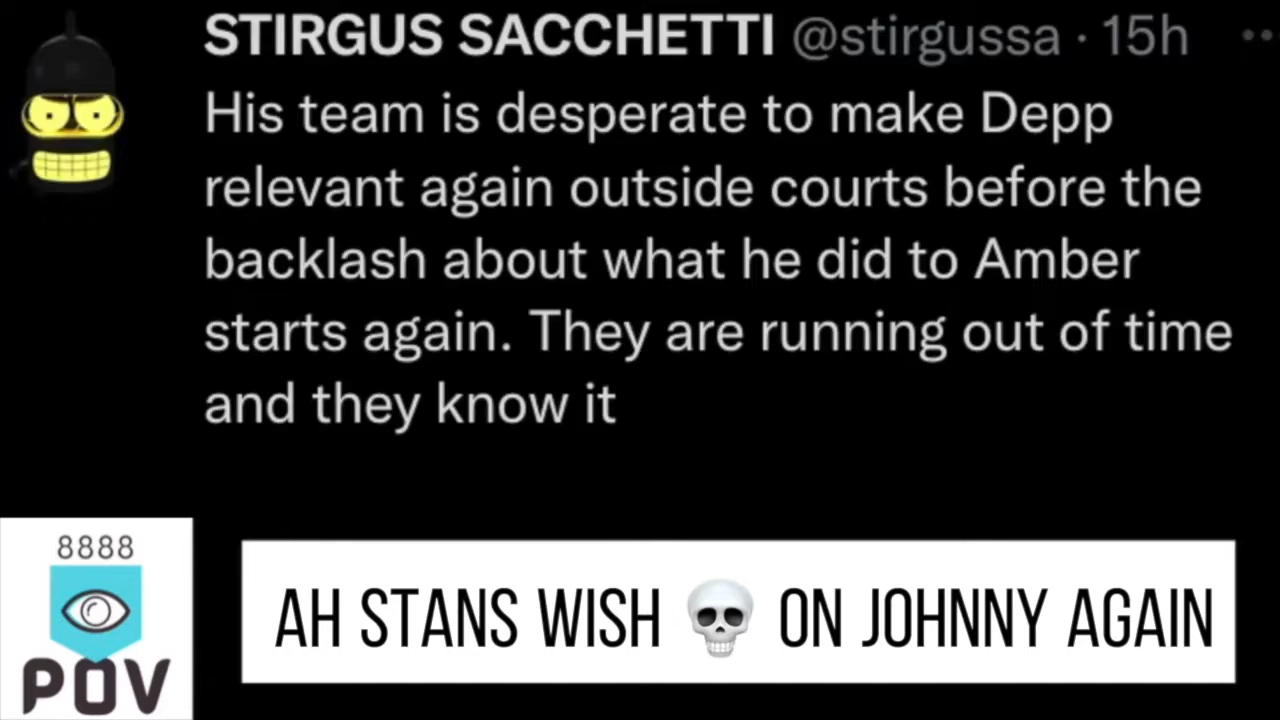 STIRGUS SACCHETTI @stirgussa · 15h
His team is desperate to make Depp
relevant again outside courts before the
backlash about what he did to Amber
starts again. They are running out of time
and they know it
8888
POV
AH STANS WISH 💀 ON JOHNNY AGAIN